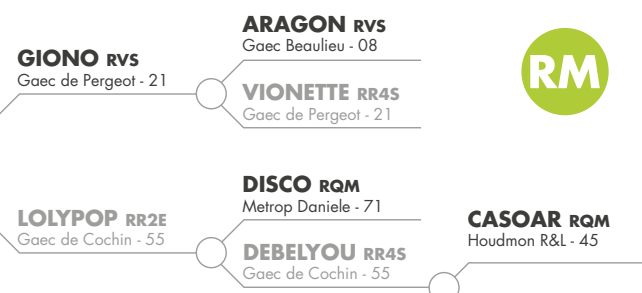 ARAGON RVS
Gaec Beaulieu - 08
GIONO RVS
Gaec de Pergeot - 21
RM
VIONETTE RR4S
Gaec de Pergeot - 21
DISCO RQM
Metrop Daniele - 71
LOLYPOP RR2E
Gaec de Cochin - 55
CASOAR RQM
Houdmon R&L - 45
DEBELYOU RR4S
Gaec de Cochin - 55